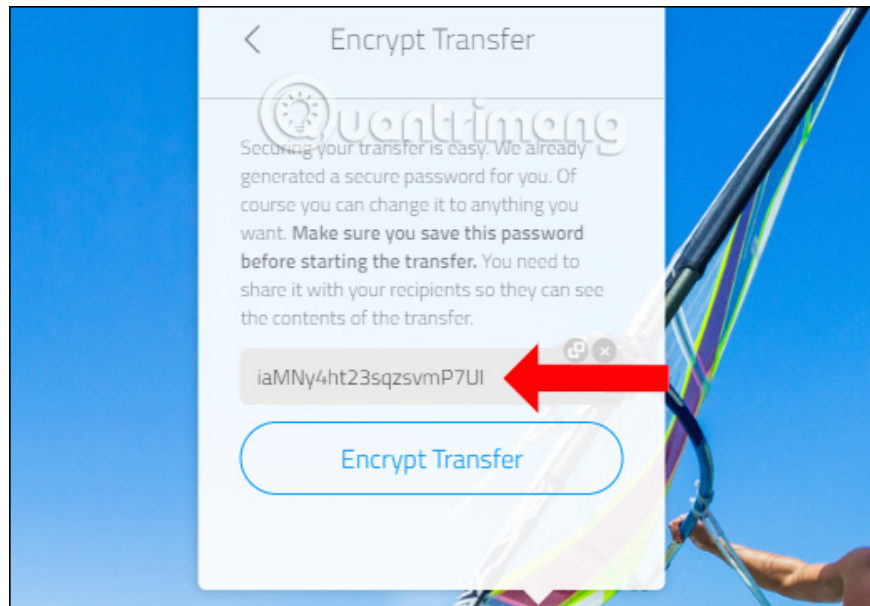 Encrypt Transfer
Quantrimang
Securing your transfer is easy. We already
generated a secure password for you. Of
course you can change it to anything you
want. Make sure you save this password
before starting the transfer. You need to
share it with your recipients so they can see
the contents of the transfer.
iaMNy4ht23sqzsvmP7UI
Encrypt Transfer